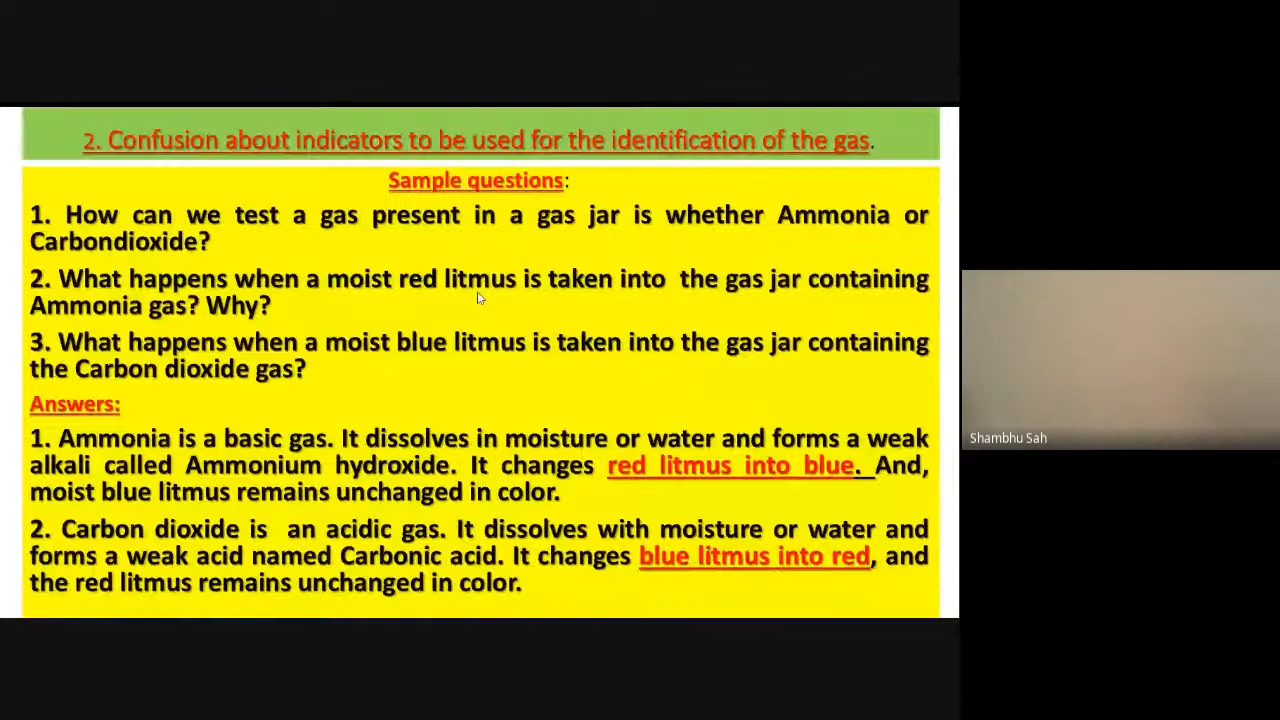 2. Confusion about indicators to be used for the identification of the gas.
Sample questions:
1. How can we test a gas present in a gas jar is whether Ammonia or
Carbondioxide?
2. What happens when a moist red litmus is taken into the gas jar containing
Ammonia gas? Why?
3. What happens when a moist blue litmus is taken into the gas jar containing
the Carbon dioxide gas?
Answers:
1. Ammonia is a basic gas. It dissolves in moisture or water and forms a weak
alkali called Ammonium hydroxide. It changes red litmus into blue. And,
moist blue litmus remains unchanged in color.
2. Carbon dioxide is an acidic gas. It dissolves with moisture or water and
forms a weak acid named Carbonic acid. It changes blue litmus into red, and
the red litmus remains unchanged in color.
Shambhu Sah